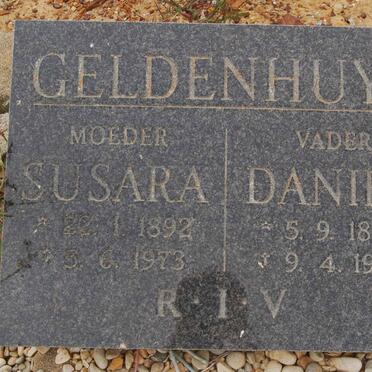 GELDENHUY
MOEDER VADER
SUSARA DANI
* 22. 1. 1892 * 5. 9. 18
† 5. 6. 1973 † 9. 4. 19
R · I · V